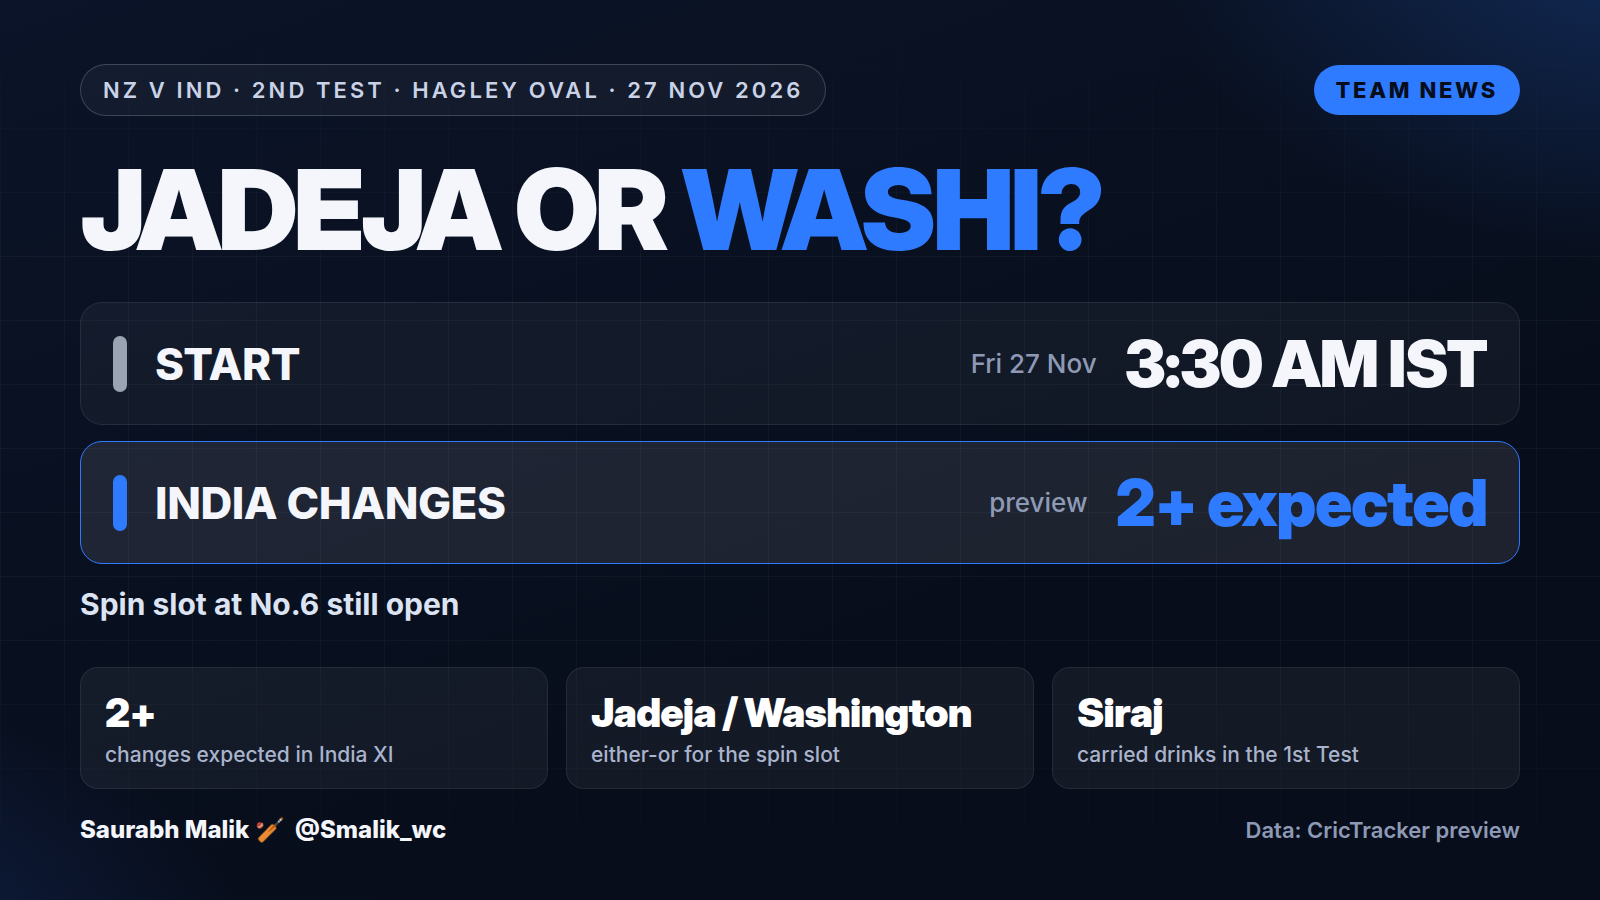 NZ V IND · 2ND TEST · HAGLEY OVAL · 27 NOV 2026
TEAM NEWS
JADEJA OR WASHI?
START
Fri 27 Nov
3:30 AM IST
INDIA CHANGES
preview
2+ expected
Spin slot at No.6 still open
2+
changes expected in India XI
Jadeja / Washington
either-or for the spin slot
Siraj
carried drinks in the 1st Test
Saurabh Malik 🏏 @Smalik_wc
Data: CricTracker preview